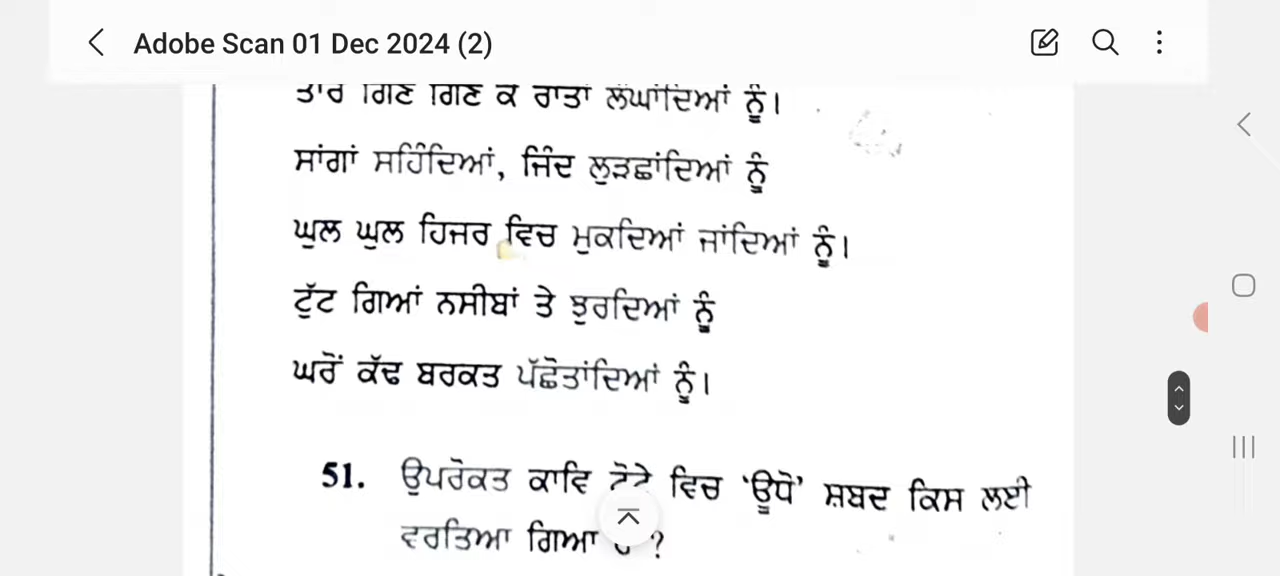 Adobe Scan 01 Dec 2024 (2)
ਤਾਰੇ ਗਿਣ ਗਿਣ ਕੇ ਰਾਤਾਂ ਲੰਘਾਂਦਿਆਂ ਨੂੰ।
ਸਾਂਗਾਂ ਸਹਿੰਦਿਆਂ, ਜਿੰਦ ਲੁੜਛਾਂਦਿਆਂ ਨੂੰ
ਘੁਲ ਘੁਲ ਹਿਜਰ ਵਿਚ ਮੁਕਦਿਆਂ ਜਾਂਦਿਆਂ ਨੂੰ।
ਟੁੱਟ ਗਿਆਂ ਨਸੀਬਾਂ ਤੇ ਝੁਰਦਿਆਂ ਨੂੰ
ਘਰੋਂ ਕੱਢ ਬਰਕਤ ਪੱਛੋਤਾਂਦਿਆਂ ਨੂੰ।
51. ਉਪਰੋਕਤ ਕਾਵਿ ਟੋਟੇ ਵਿਚ 'ਊਧੋ' ਸ਼ਬਦ ਕਿਸ ਲਈ
ਵਰਤਿਆ ਗਿਆ ?